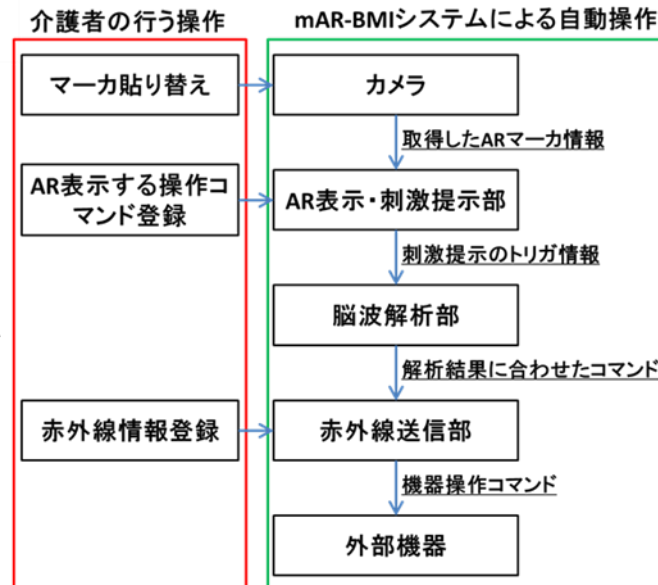 介護者の行う操作
mAR-BMIシステムによる自動操作
マーカ貼り替え
カメラ
取得したARマーカ情報
AR表示する操作コ
マンド登録
AR表示・刺激提示部
刺激提示のトリガ情報
脳波解析部
解析結果に合わせたコマンド
赤外線情報登録
赤外線送信部
機器操作コマンド
外部機器